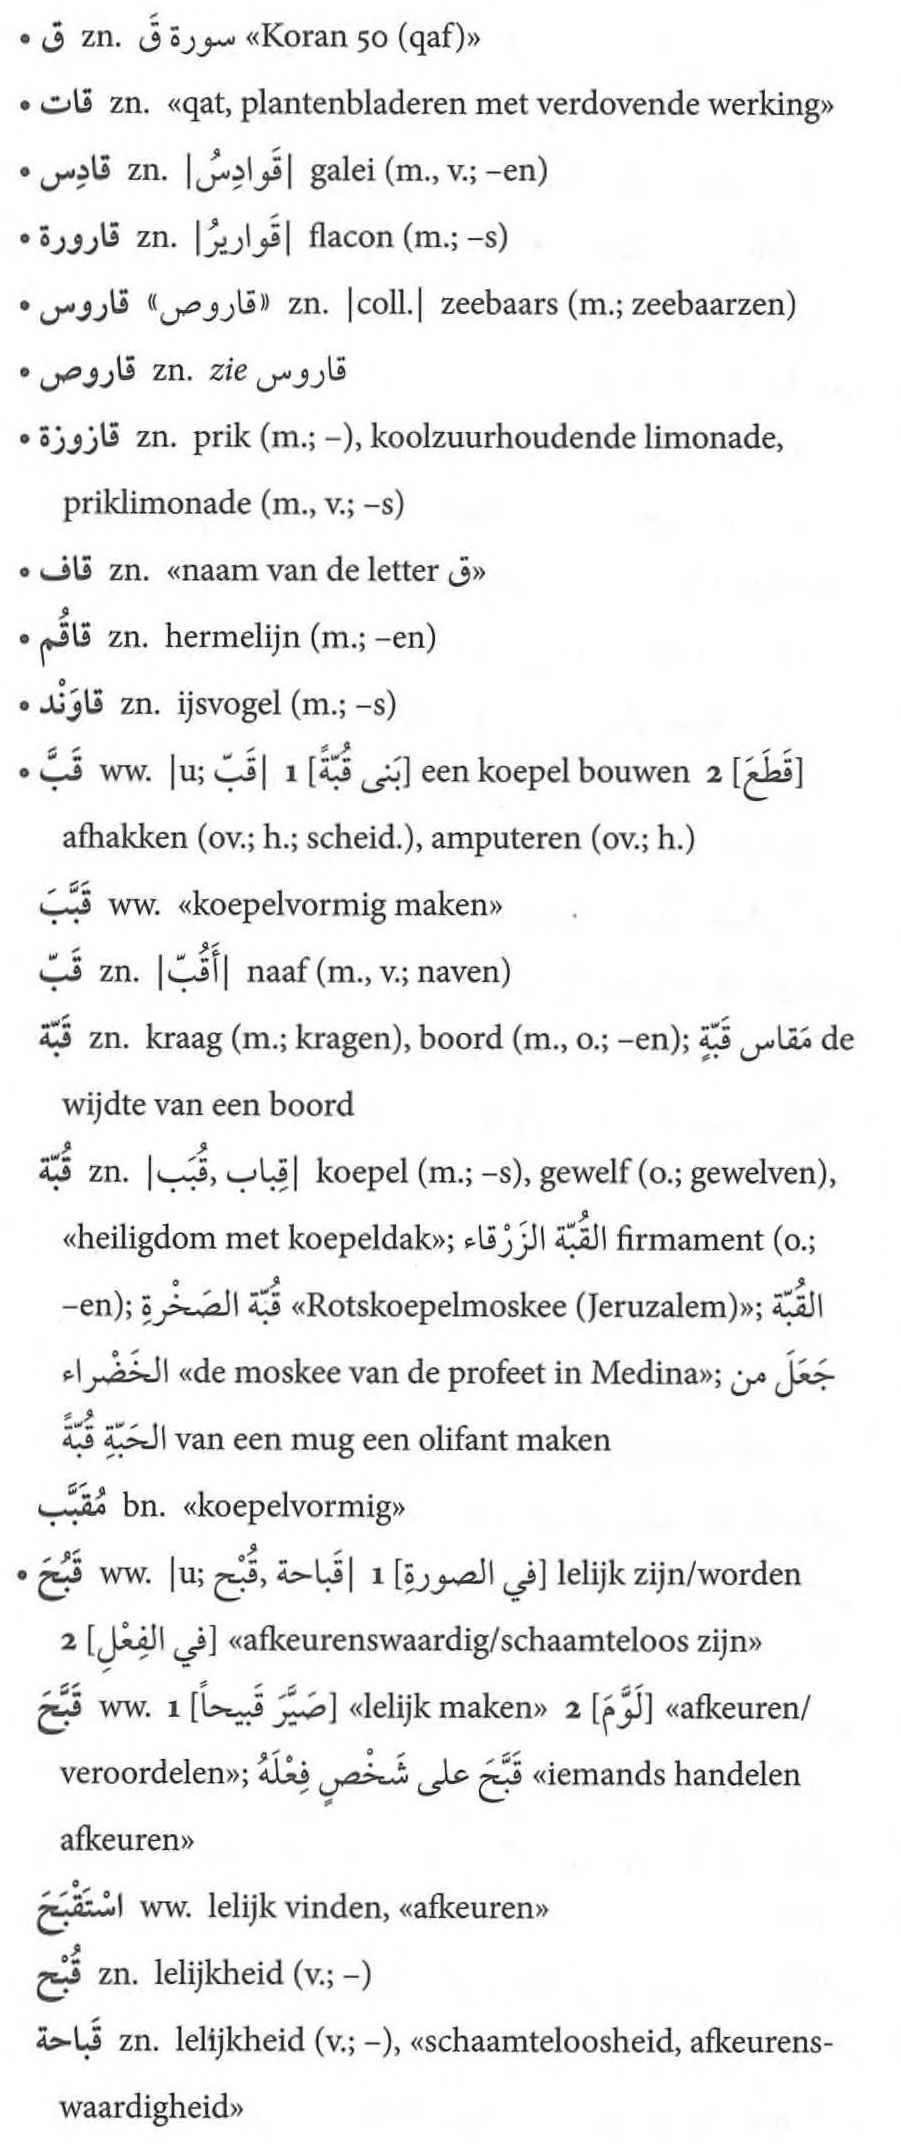 • ق zn. سورة قَ «Koran 50 (qaf)»
• قات zn. «qat, plantenbladeren met verdovende werking»
• قادِس zn. |قَوادِسُ| galei (m., v.; –en)
• قارورة zn. |قَواريرُ| flacon (m.; –s)
• قاروس «قاروص» zn. |coll.| zeebaars (m.; zeebaarzen)
• قاروص zn. zie قاروس
• قازوزة zn. prik (m.; –), koolzuurhoudende limonade,
priklimonade (m., v.; –s)
• قاف zn. «naam van de letter ق»
• قاقُم zn. hermelijn (m.; –en)
• قاوَنْد zn. ijsvogel (m.; –s)
• قَبَّ ww. |u; قَبّ| 1 [بَنى قُبّةً] een koepel bouwen 2 [قَطَعَ]
afhakken (ov.; h.; scheid.), amputeren (ov.; h.)
قَبَّبَ ww. «koepelvormig maken»
قَبّ zn. |أَقُبّ| naaf (m., v.; naven)
قَبّة zn. kraag (m.; kragen), boord (m., o.; –en); مَقاس قَبّةٍ de
wijdte van een boord
قُبّة zn. |قِباب ,قُبَب| koepel (m.; –s), gewelf (o.; gewelven),
«heiligdom met koepeldak»; القُبّة الزَرْقاء firmament (o.;
–en); قُبّة الصَخْرةِ «Rotskoepelmoskee (Jeruzalem)»; القُبّة
الخَضْراء «de moskee van de profeet in Medina»; جَعَلَ من
الحَبّةِ قُبّةً van een mug een olifant maken
مُقَبَّب bn. «koepelvormig»
• قَبُحَ ww. |u; قَباحة ,قُبْح| 1 [في الصورةِ] lelijk zijn/worden
2 [في الفِعْلِ] «afkeurenswaardig/schaamteloos zijn»
قَبَّحَ ww. 1 [صَيَّرَ قَبيحاً] «lelijk maken» 2 [لَوَّمَ] «afkeuren/
veroordelen»; قَبَّحَ على شَخْصٍ فِعْلَهُ «iemands handelen
afkeuren»
اسْتَقْبَحَ ww. lelijk vinden, «afkeuren»
قُبْح zn. lelijkheid (v.; –)
قَباحة zn. lelijkheid (v.; –), «schaamteloosheid, afkeurens-
waardigheid»